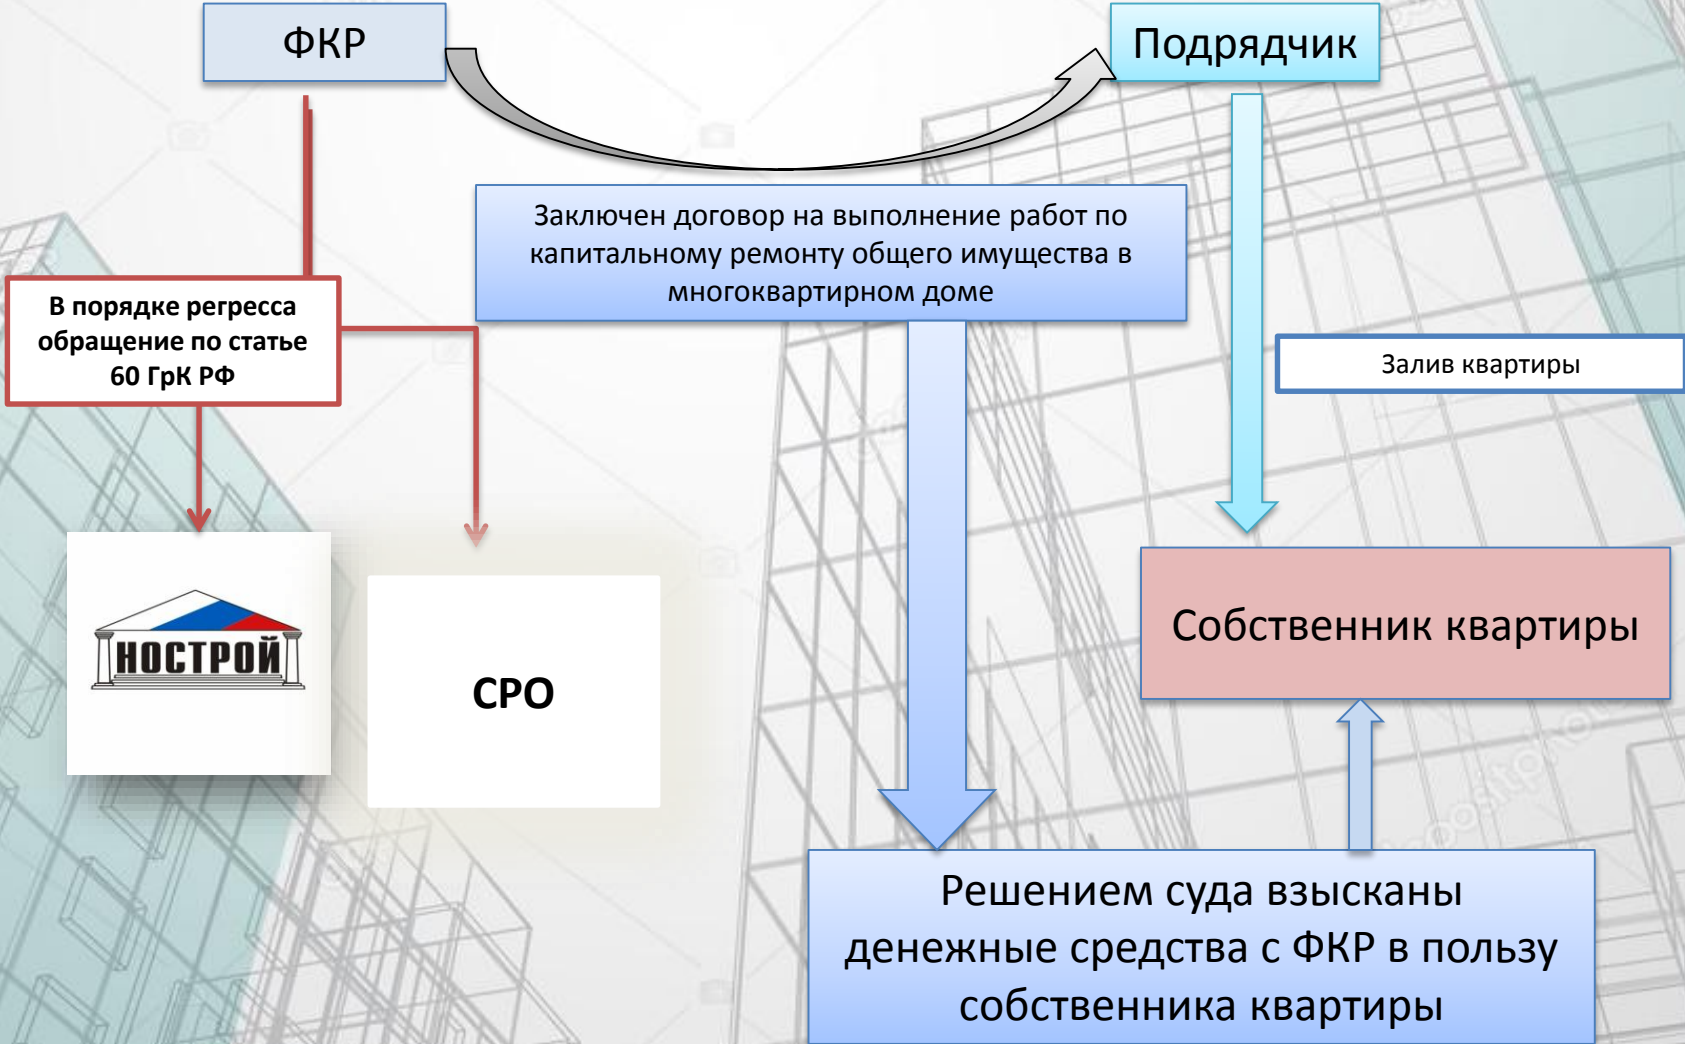 ФКР
Подрядчик
Заключен договор на выполнение работ по
капитальному ремонту общего имущества в
многоквартирном доме
В порядке регресса
обращение по статье
60 ГрК РФ
Залив квартиры
НОСТРОЙ
СРО
Собственник квартиры
Решением суда взысканы
денежные средства с ФКР в пользу
собственника квартиры